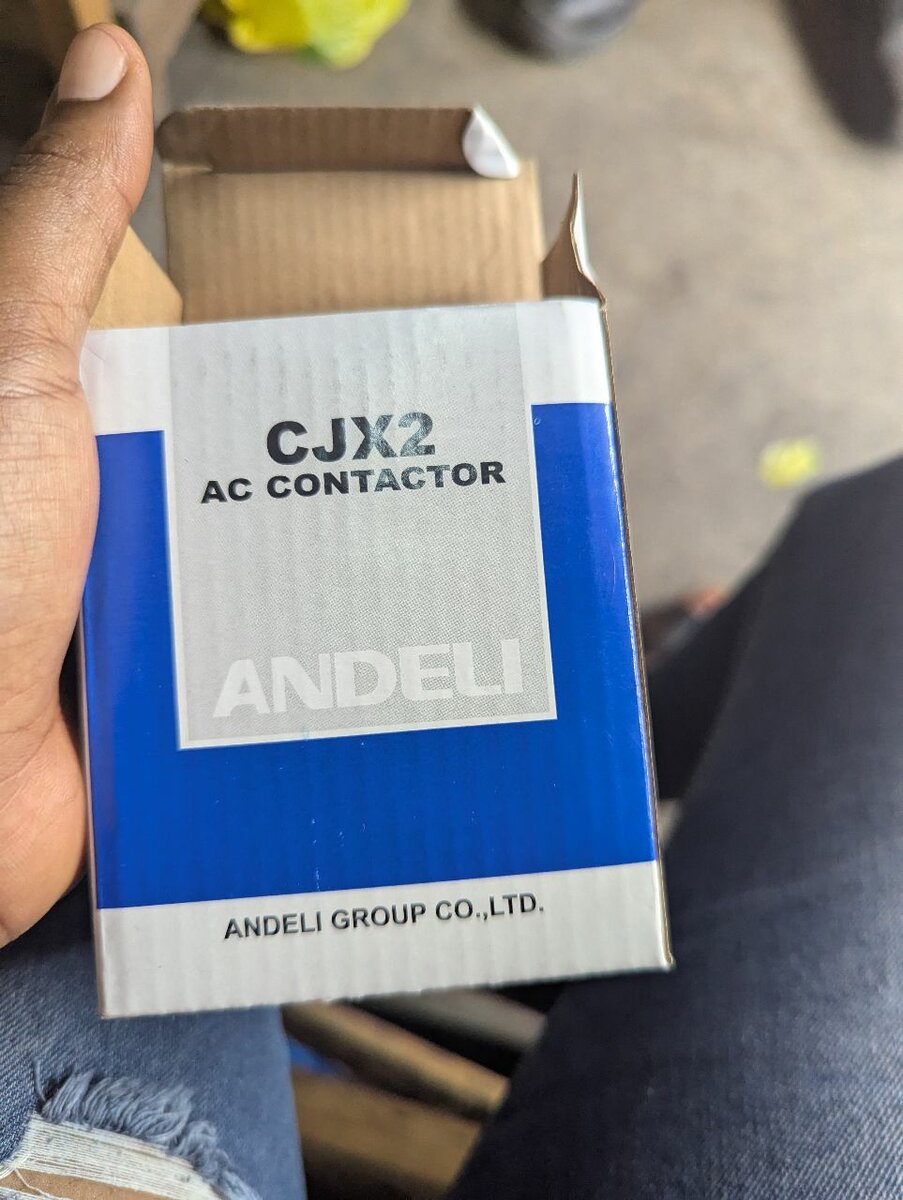 CJX2
AC CONTACTOR
ANDELI
ANDELI GROUP CO.,LTD.